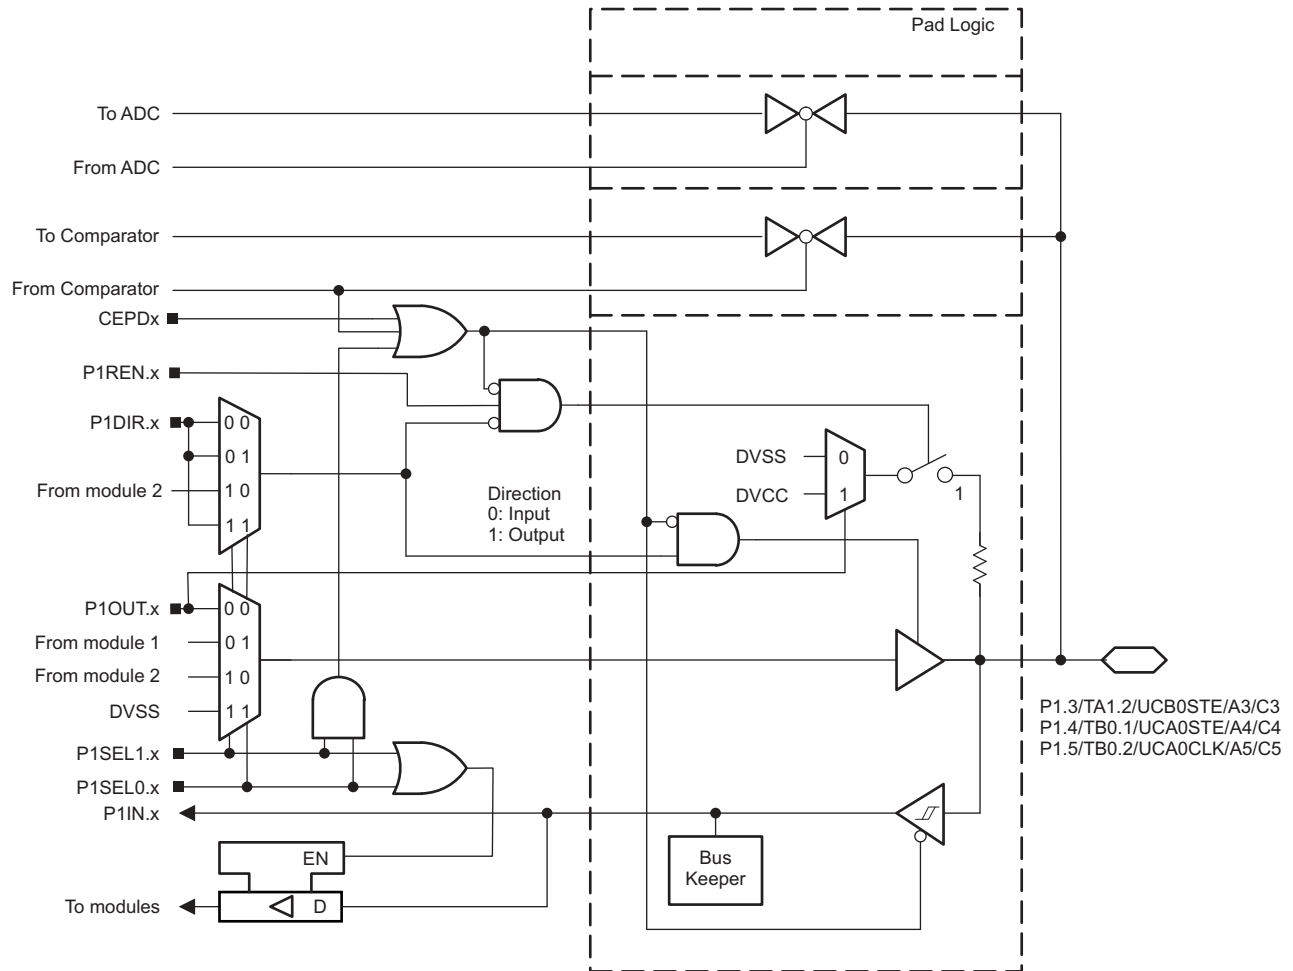 Pad Logic
To ADC
From ADC
To Comparator
From Comparator
CEPDx
P1REN.x
P1DIR.x
0 0
0 1
From module 2
1 0
1 1
Direction
0: Input
1: Output
DVSS
0
DVCC
1
1
P1OUT.x
0 0
From module 1
0 1
From module 2
1 0
DVSS
1 1
P1.3/TA1.2/UCB0STE/A3/C3
P1.4/TB0.1/UCA0STE/A4/C4
P1.5/TB0.2/UCA0CLK/A5/C5
P1SEL1.x
P1SEL0.x
P1IN.x
Bus
Keeper
EN
To modules
D